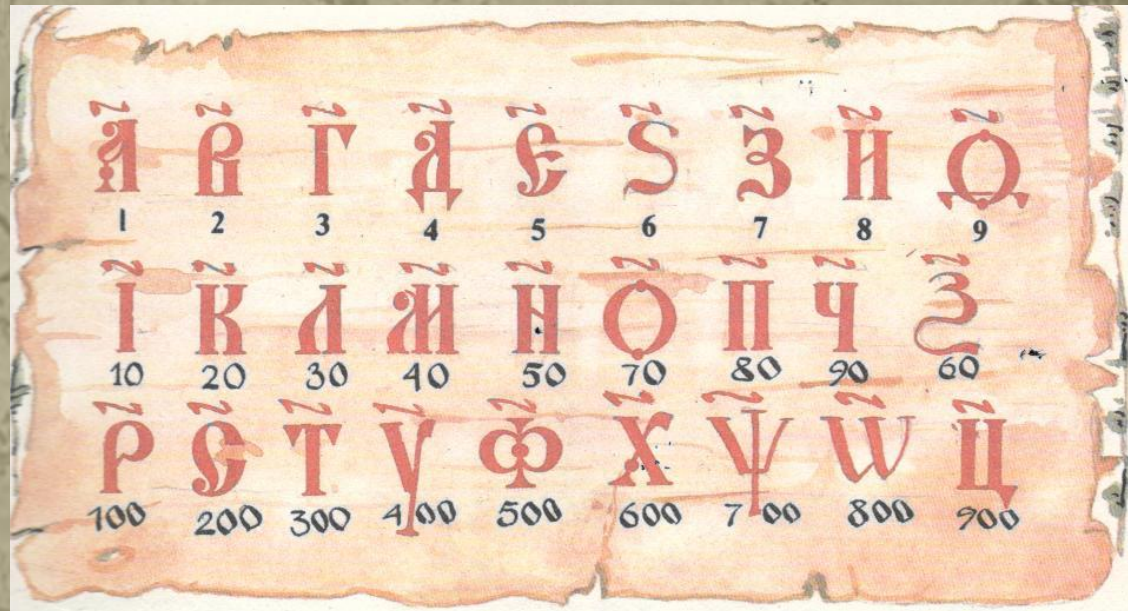 А҃ В҃ Г҃ Д҃ Є҃ Ѕ҃ З҃ И҃ Ѳ҃
1 2 3 4 5 6 7 8 9
І҃ К҃ Л҃ М҃ Н҃ О҃ П҃ Ч҃ Ѯ҃
10 20 30 40 50 70 80 90 60
Р҃ С҃ Т҃ У҃ Ф҃ Х҃ Ѱ҃ Ѡ҃ Ц҃
100 200 300 400 500 600 700 800 900